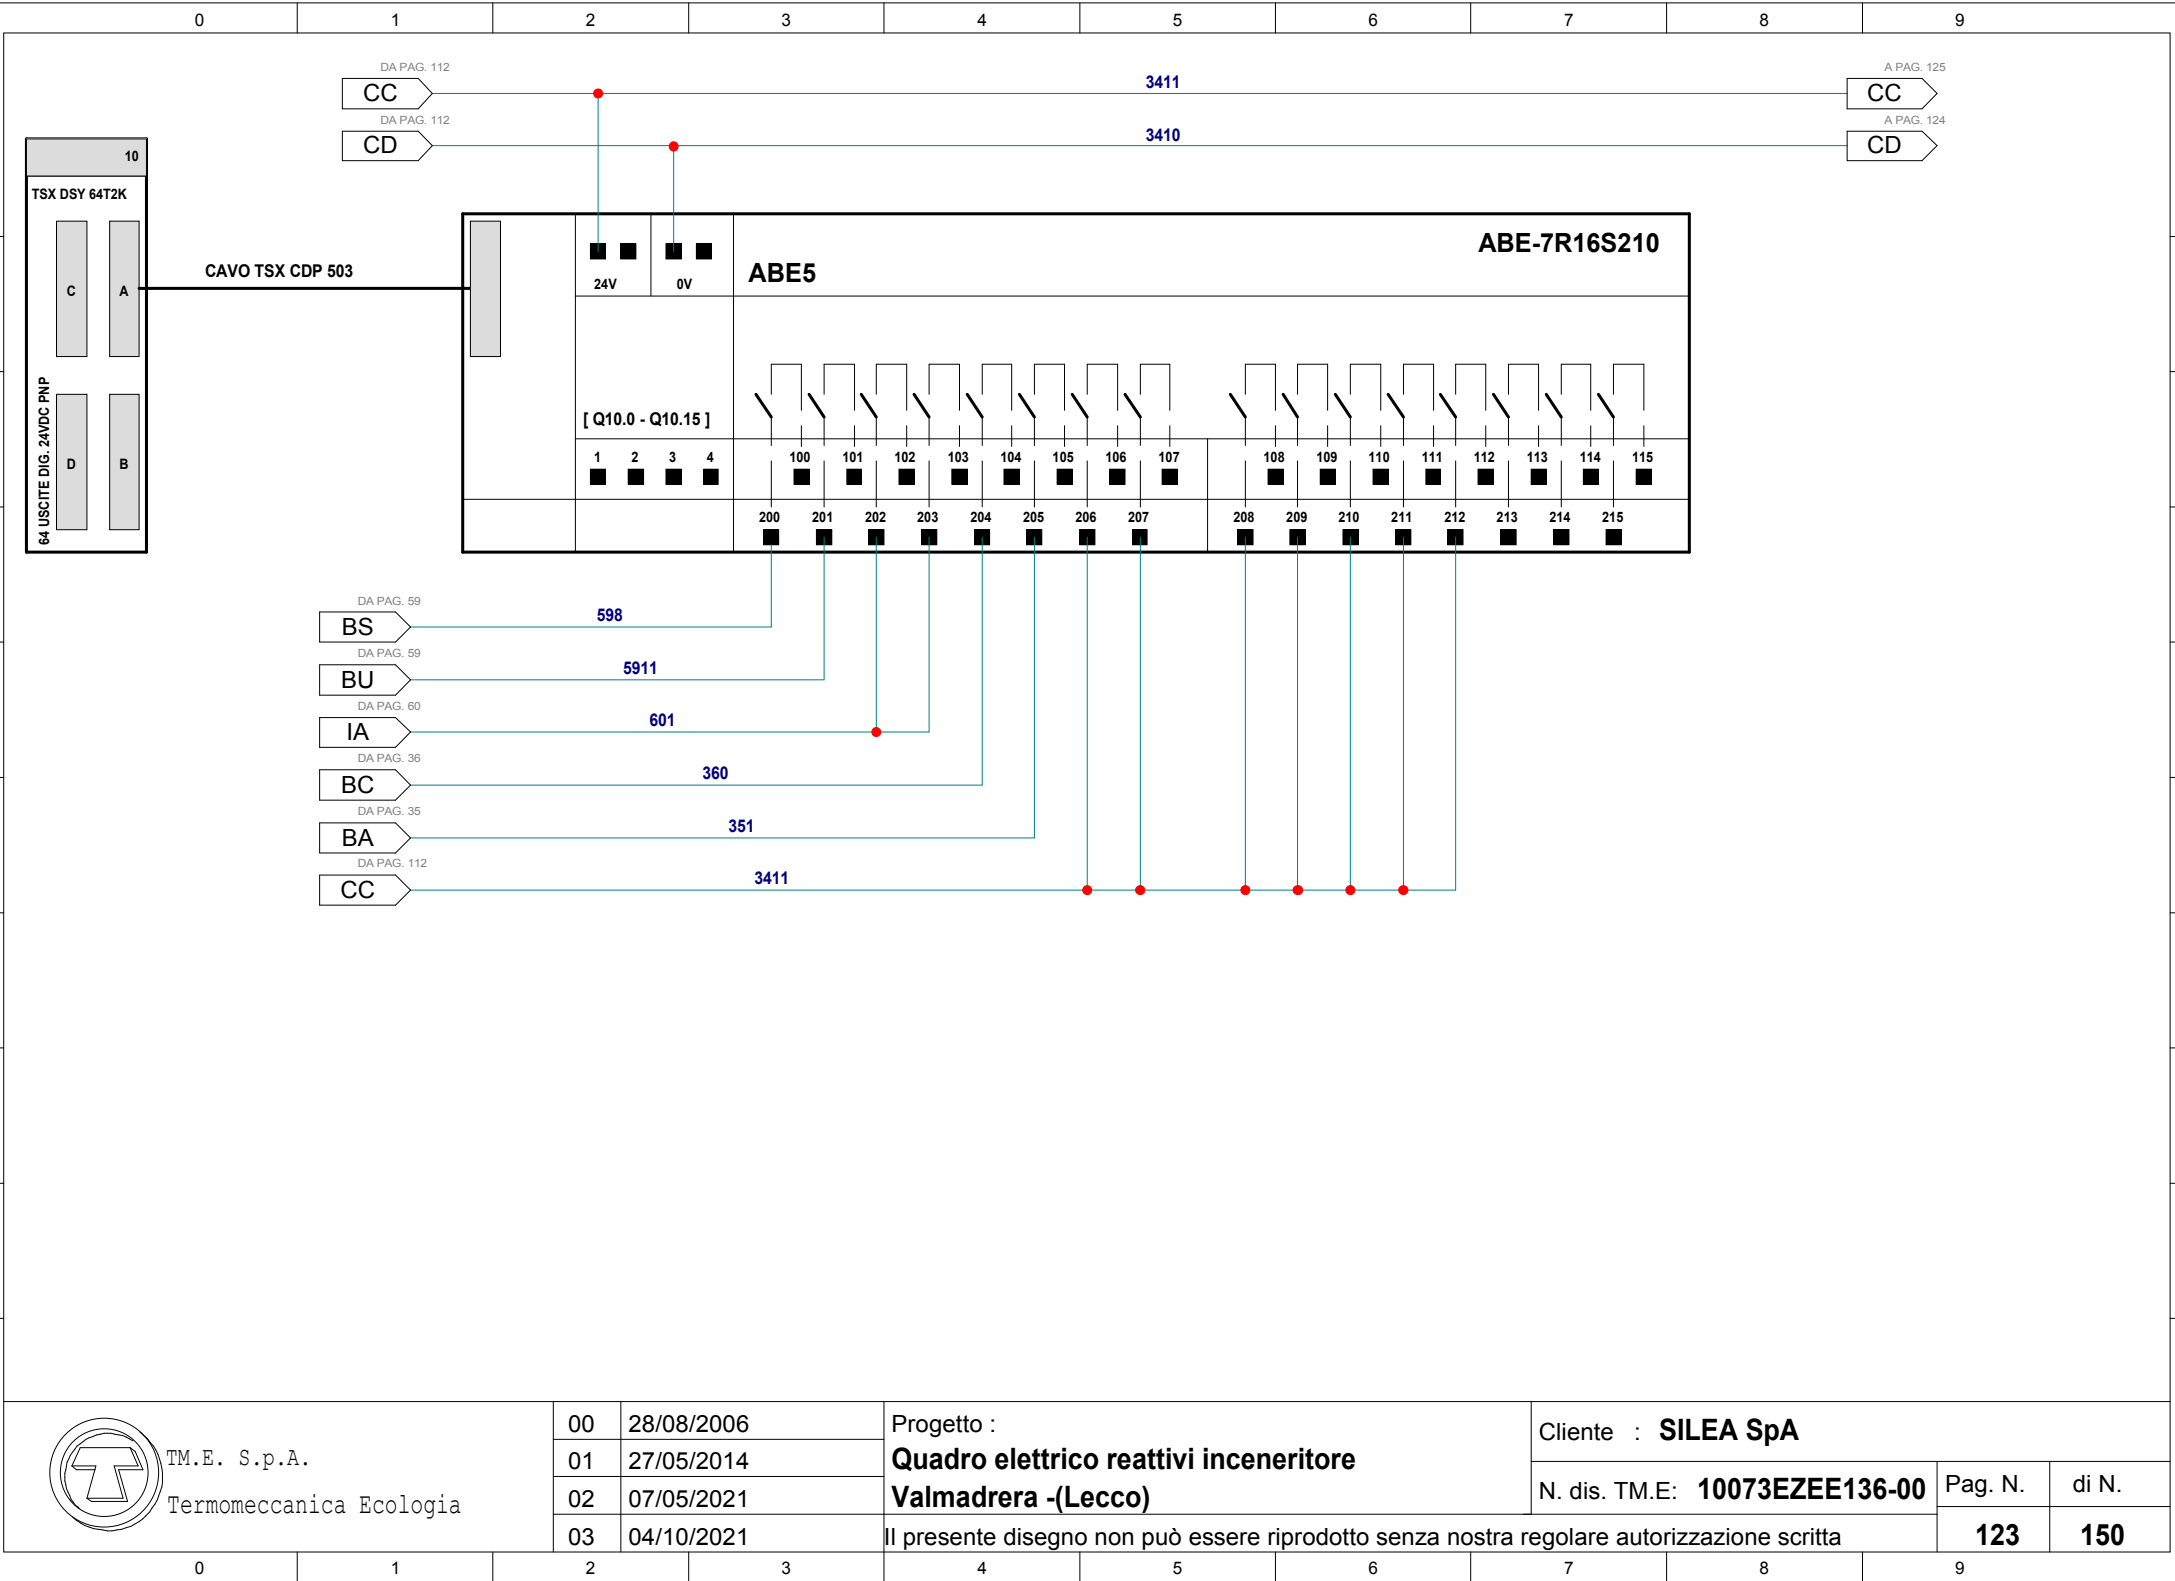 0 1 2 3 4 5 6 7 8 9
DA PAG. 112
CC
3411
A PAG. 125
CC
DA PAG. 112
CD
3410
A PAG. 124
CD
10
TSX DSY 64T2K
C A
D B
64 USCITE DIG. 24VDC PNP
CAVO TSX CDP 503
24V 0V
ABE5
ABE-7R16S210
[ Q10.0 - Q10.15 ]
1 2 3 4
100 101 102 103 104 105 106 107 108 109 110 111 112 113 114 115
200 201 202 203 204 205 206 207 208 209 210 211 212 213 214 215
DA PAG. 59
BS
598
DA PAG. 59
BU
5911
DA PAG. 60
IA
601
DA PAG. 36
BC
360
DA PAG. 35
BA
351
DA PAG. 112
CC
3411
TM.E. S.p.A.
Termomeccanica Ecologia
00 28/08/2006
01 27/05/2014
02 07/05/2021
03 04/10/2021
Progetto :
Quadro elettrico reattivi inceneritore
Valmadrera -(Lecco)
Il presente disegno non può essere riprodotto senza nostra regolare autorizzazione scritta
Cliente : SILEA SpA
N. dis. TM.E: 10073EZEE136-00
Pag. N. di N.
123 150
0 1 2 3 4 5 6 7 8 9